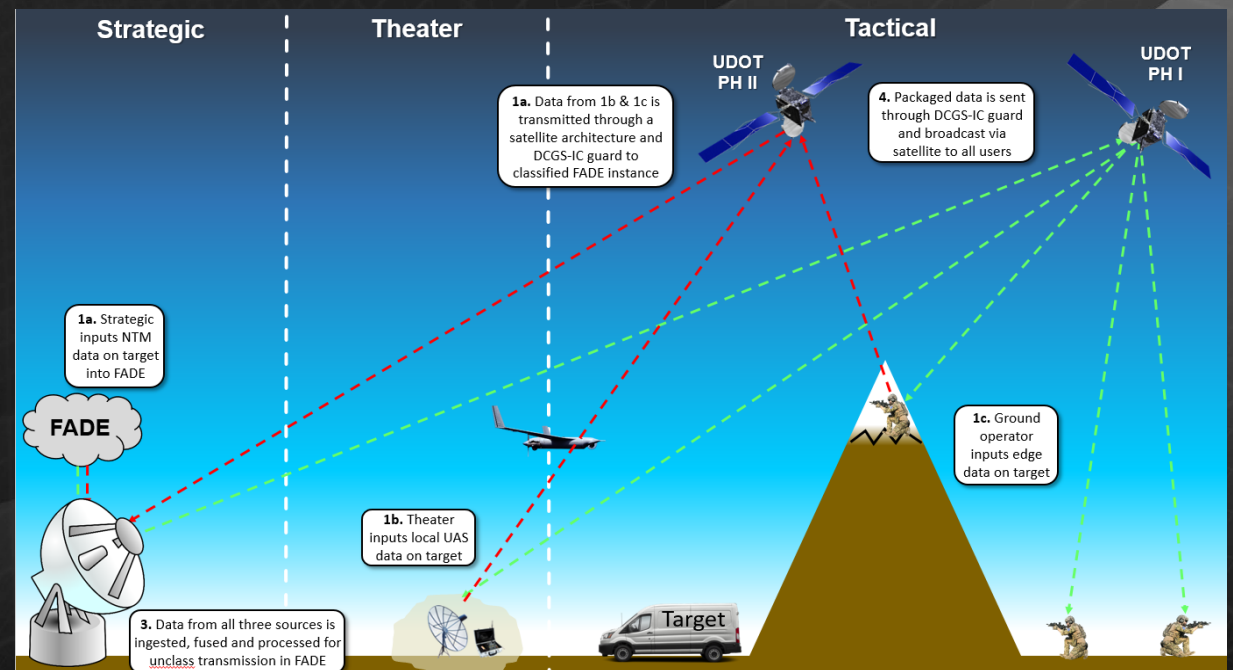 Strategic
Theater
Tactical
UDOT
PH II
UDOT
PH I
1a. Data from 1b & 1c is
transmitted through a
satellite architecture and
DCGS-IC guard to
classified FADE instance
4. Packaged data is sent
through DCGS-IC guard
and broadcast via
satellite to all users
1a. Strategic
inputs NTM
data on target
into FADE
FADE
1c. Ground
operator
inputs edge
data on target
1b. Theater
inputs local UAS
data on target
3. Data from all three sources is
ingested, fused and processed for
unclass transmission in FADE
Target